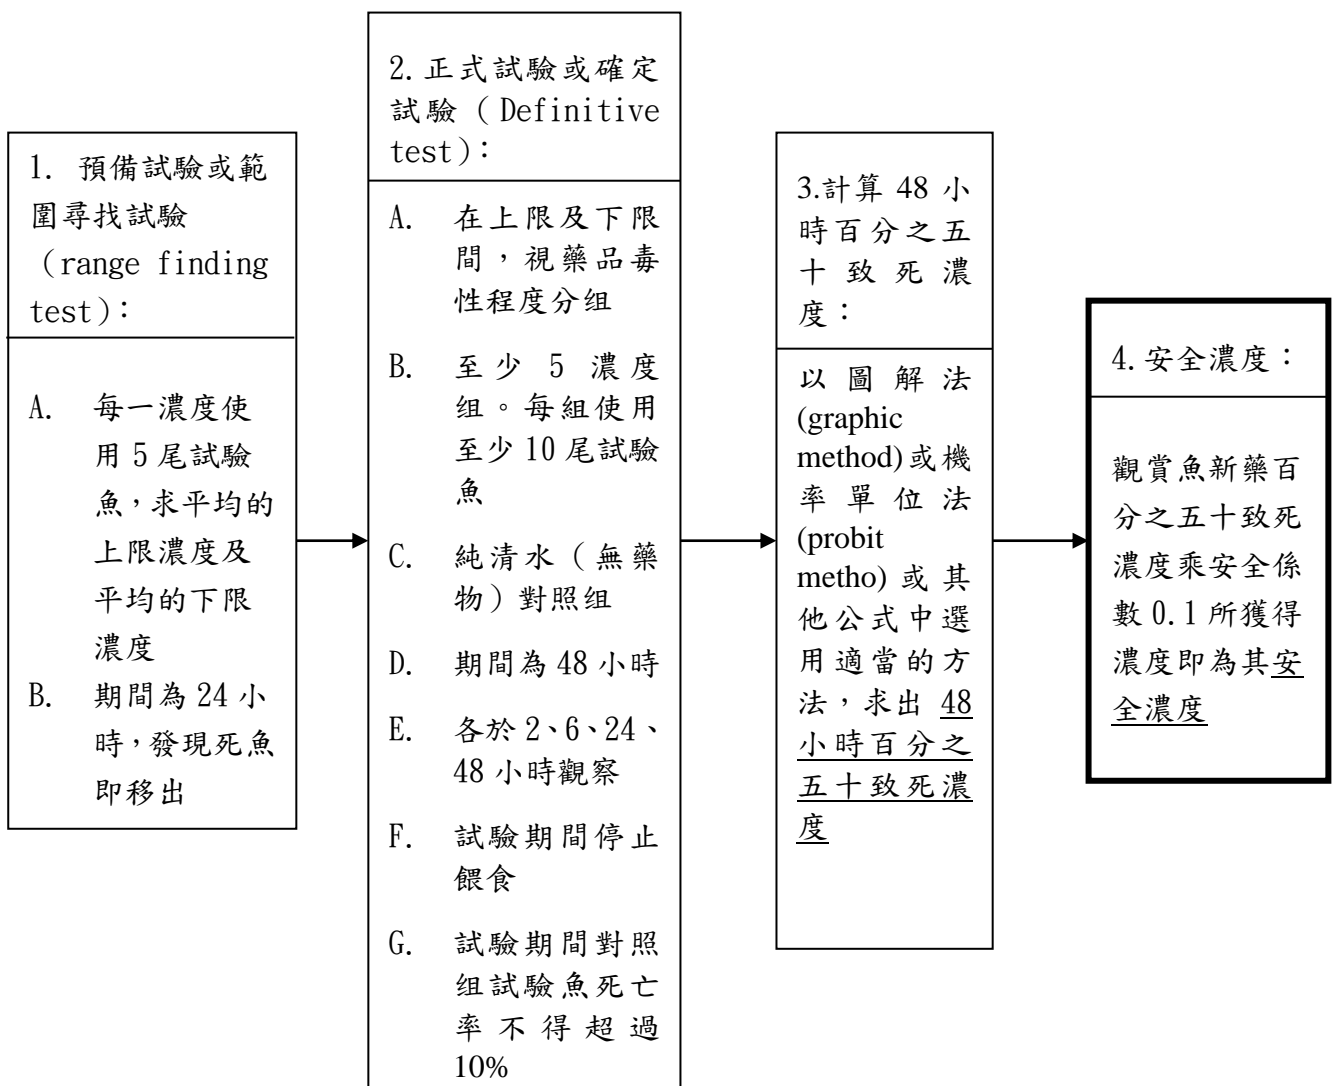 1. 預備試驗或範
圍尋找試驗
（range finding
test）：
A. 每一濃度使
用 5 尾試驗
魚，求平均的
上限濃度及
平均的下限
濃度
B. 期間為 24 小
時，發現死魚
即移出
2. 正式試驗或確定
試驗（Definitive
test）：
A. 在上限及下限
間，視藥品毒
性程度分組
B. 至少 5 濃度
組。每組使用
至少 10 尾試驗
魚
C. 純清水（無藥
物）對照組
D. 期間為 48 小時
E. 各於 2、6、24、
48 小時觀察
F. 試驗期間停止
餵食
G. 試驗期間對照
組試驗魚死亡
率不得超過
10%
3.計算 48 小
時百分之五
十致死濃
度：
以圖解法
(graphic
method)或機
率單位法
(probit
metho)或其
他公式中選
用適當的方
法，求出 48
小時百分之
五十致死濃
度
4. 安全濃度：
觀賞魚新藥百
分之五十致死
濃度乘安全係
數 0.1 所獲得
濃度即為其安
全濃度